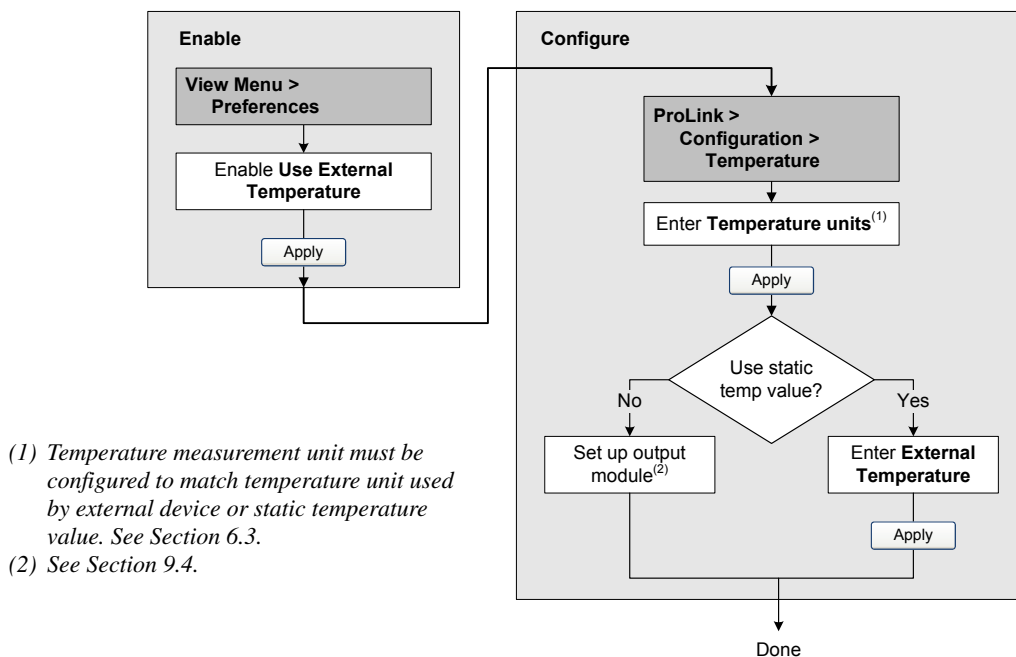 Enable
View Menu >
Preferences
Enable Use External
Temperature
Apply
Configure
ProLink >
Configuration >
Temperature
Enter Temperature units(1)
Apply
Use static
temp value?
No
Yes
Set up output
module(2)
Enter External
Temperature
Apply
Done
(1) Temperature measurement unit must be
configured to match temperature unit used
by external device or static temperature
value. See Section 6.3.
(2) See Section 9.4.